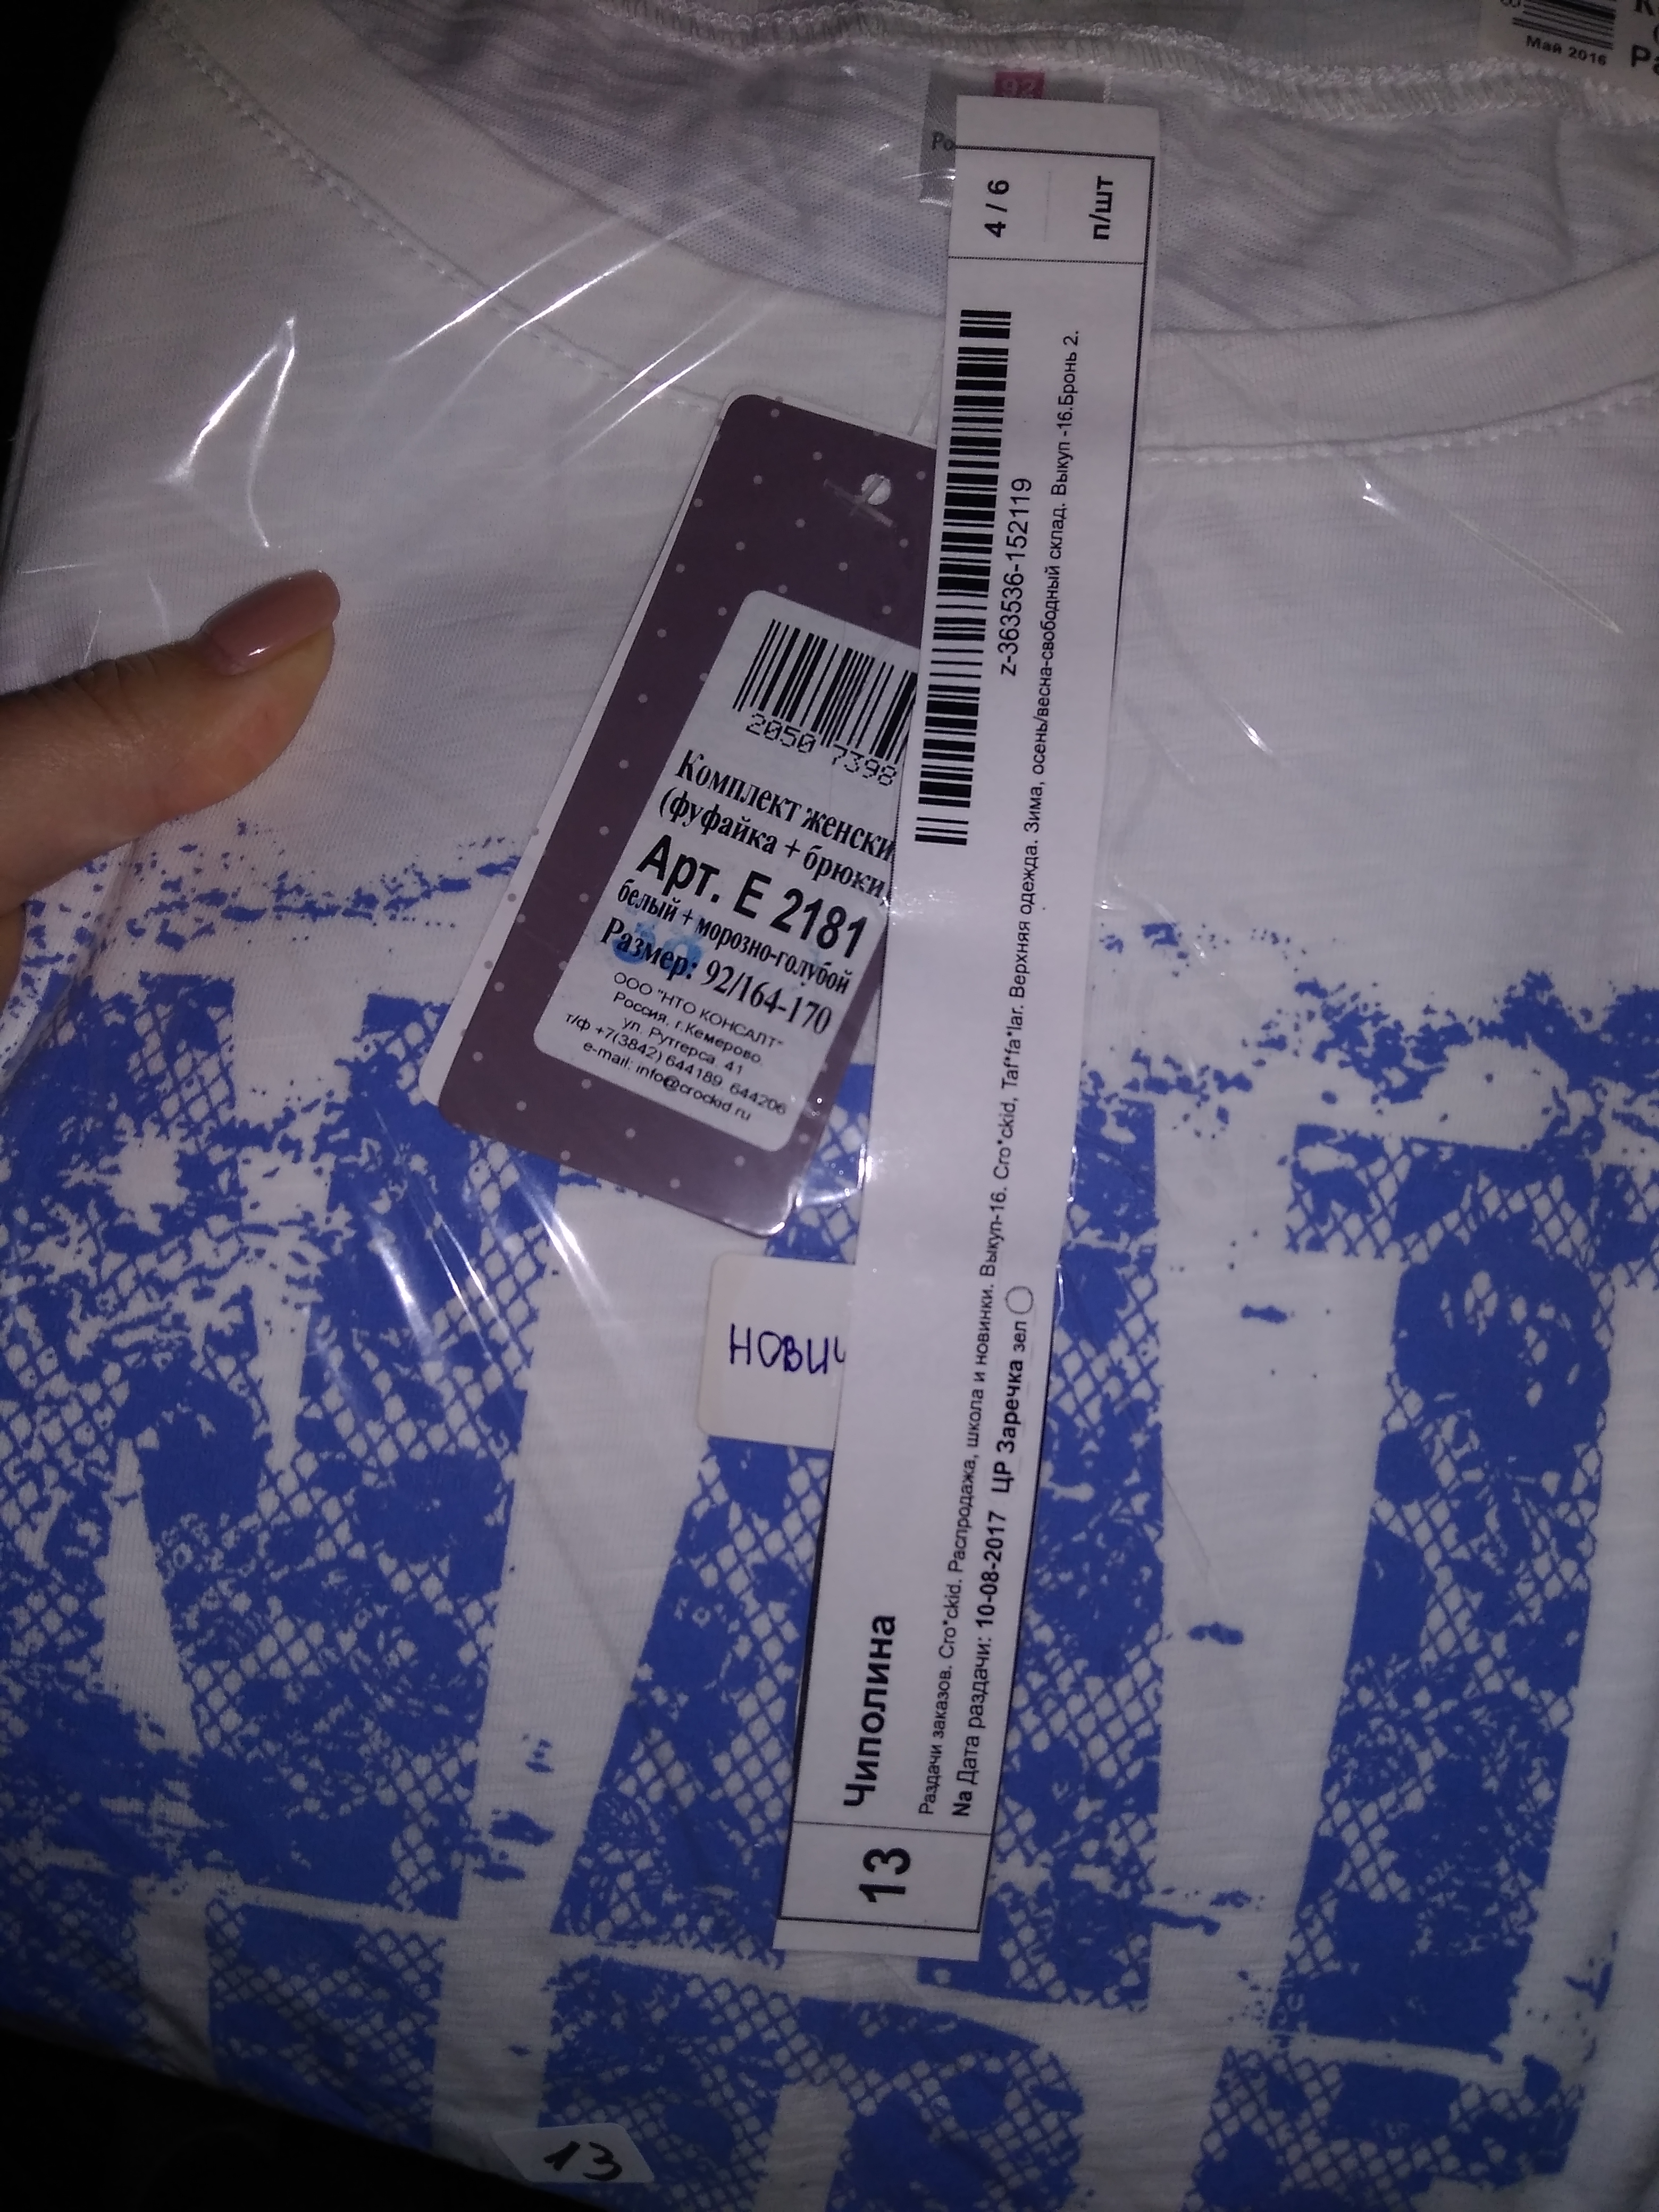 Май 2016
92
4 / 6
п/шт
z-363536-152119
2050 7398
Комплект женски
(фуфайка + брюки,
Арт. Е 2181
белый + морозно-голубой
Размер: 92/164-170
ООО "НТО КОНСАЛТ"
Россия, г.Кемерово,
ул. Рутгерса, 41
т/ф +7(3842) 644189, 644206
e-mail: info@crockid.ru
нови
13
Чиполина
Раздачи заказов. Cro*ckid. Распродажа, школа и новинки. Выкуп-16. Cro*ckid, Taf*fa*lar. Верхняя одежда. Зима, осень/весна-свободный склад. Выкуп -16.Бронь 2.
Na Дата раздачи: 10-08-2017 ЦР Заречка зел
13